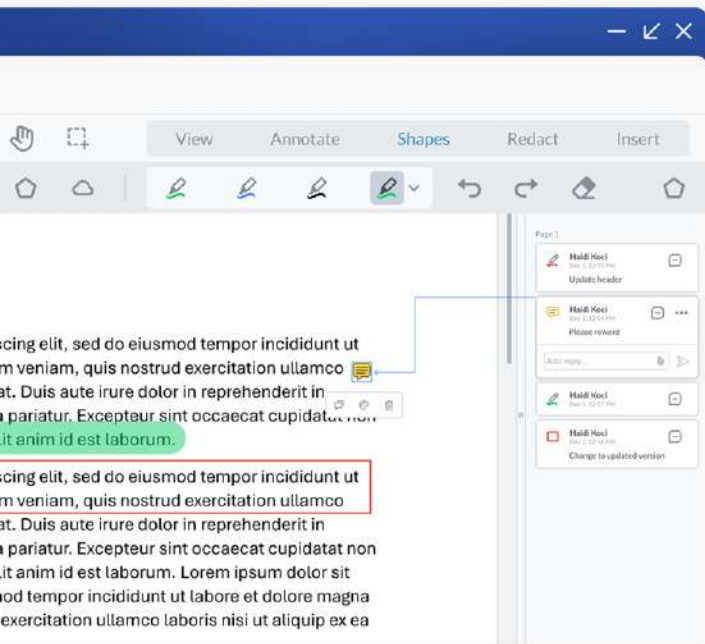 View Annotate Shapes Redact Insert
Page 1
Haidi Koci
Update header
Haidi Koci
Please reword
Add reply...
Haidi Koci
Haidi Koci
Change to updated version
scing elit, sed do eiusmod tempor incididunt ut
m veniam, quis nostrud exercitation ullamco
at. Duis aute irure dolor in reprehenderit in
a pariatur. Excepteur sint occaecat cupidatat non
lit anim id est laborum.
scing elit, sed do eiusmod tempor incididunt ut
m veniam, quis nostrud exercitation ullamco
at. Duis aute irure dolor in reprehenderit in
a pariatur. Excepteur sint occaecat cupidatat non
lit anim id est laborum. Lorem ipsum dolor sit
mod tempor incididunt ut labore et dolore magna
exercitation ullamco laboris nisi ut aliquip ex ea